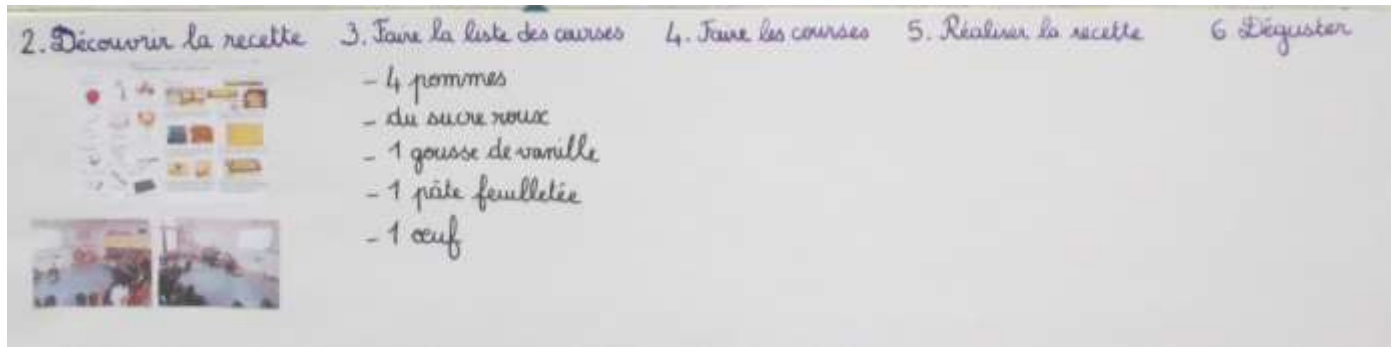 2. Découvrir la recette
3. Faire la liste des courses
- 4 pommes
- du sucre roux
- 1 gousse de vanille
- 1 pâte feuilletée
- 1 œuf
4. Faire les courses
5. Réaliser la recette
6 Déguster